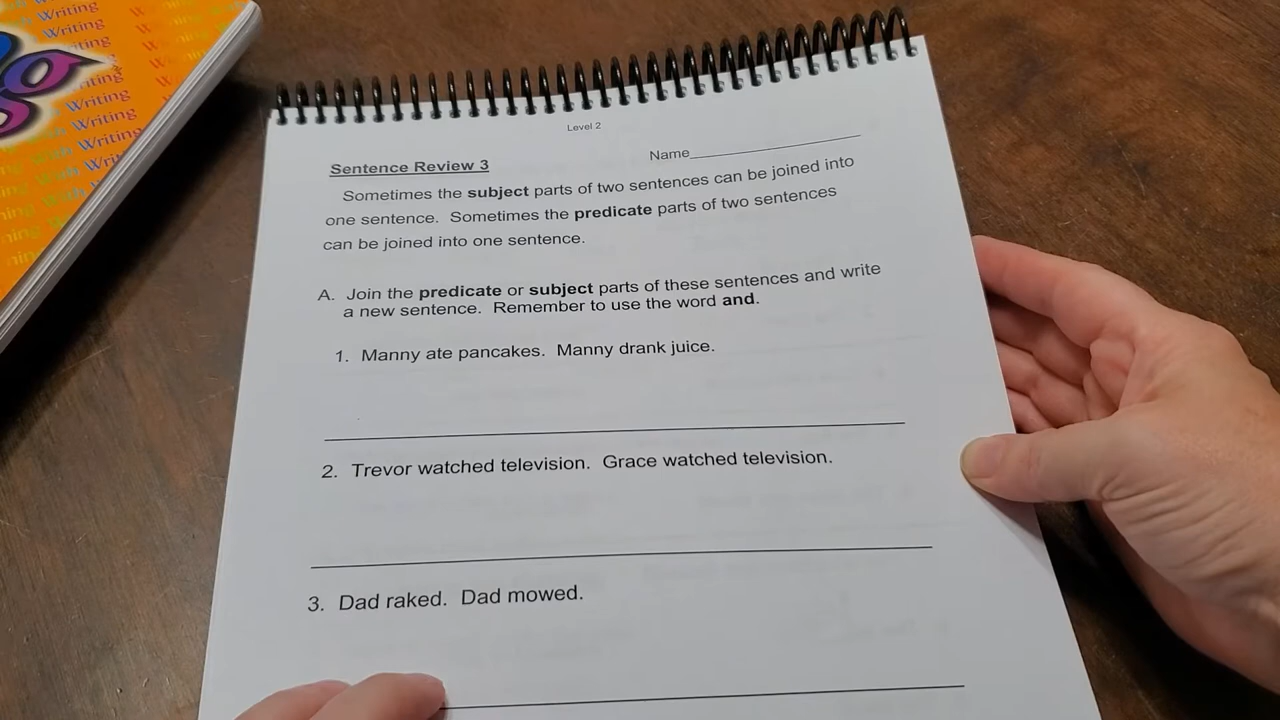 Writing
Writing
Writing
Writing
Writing
Level 2
Name
Sentence Review 3
Sometimes the subject parts of two sentences can be joined into
one sentence. Sometimes the predicate parts of two sentences
can be joined into one sentence.
A. Join the predicate or subject parts of these sentences and write
a new sentence. Remember to use the word and.
1. Manny ate pancakes. Manny drank juice.
2. Trevor watched television. Grace watched television.
3. Dad raked. Dad mowed.